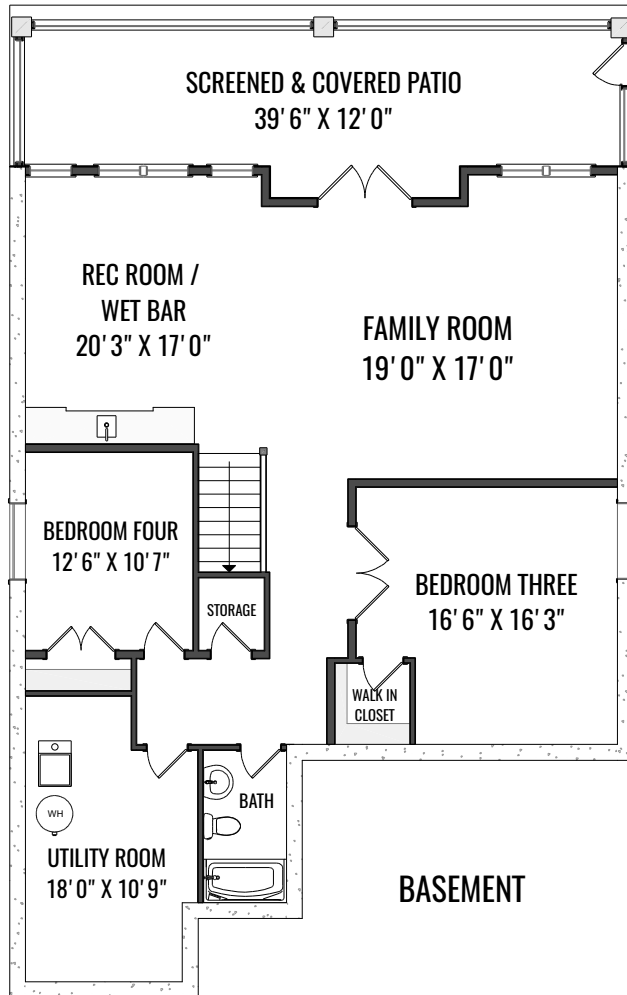 SCREENED & COVERED PATIO
39'6" X 12'0"
REC ROOM /
WET BAR
20'3" X 17'0"
FAMILY ROOM
19'0" X 17'0"
BEDROOM FOUR
12'6" X 10'7"
STORAGE
BEDROOM THREE
16'6" X 16'3"
WALK IN
CLOSET
WH
BATH
UTILITY ROOM
18'0" X 10'9"
BASEMENT